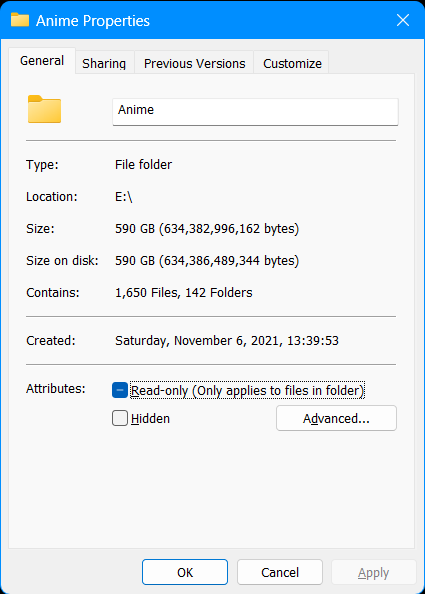 Anime Properties
General Sharing Previous Versions Customize
Anime
Type: File folder
Location: E:\
Size: 590 GB (634,382,996,162 bytes)
Size on disk: 590 GB (634,386,489,344 bytes)
Contains: 1,650 Files, 142 Folders
Created: Saturday, November 6, 2021, 13:39:53
Attributes: Read-only (Only applies to files in folder)
Hidden Advanced...
OK Cancel Apply